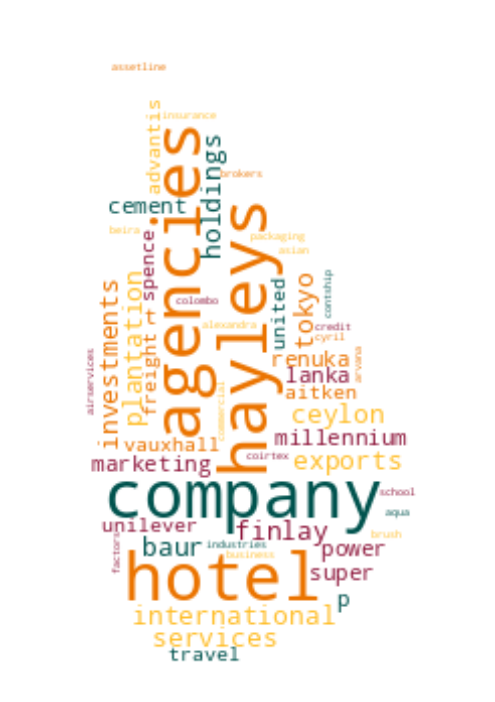 assetline
advantis
insurance
agencies
holdings
brokers
cement
hayleys
beira
spence
packaging
asian
plantation
investments
freight
rt
colombo
united
tokyo
contship
alexandra
credit
cyril
airservices
renuka
arvana
lanka
aitken
commercial
ceylon
vauxhall
millennium
marketing
coirtex
exports
company
school
aqua
unilever
finlay
brush
factors
baur
industries
business
power
hotel
super
p
international
services
travel